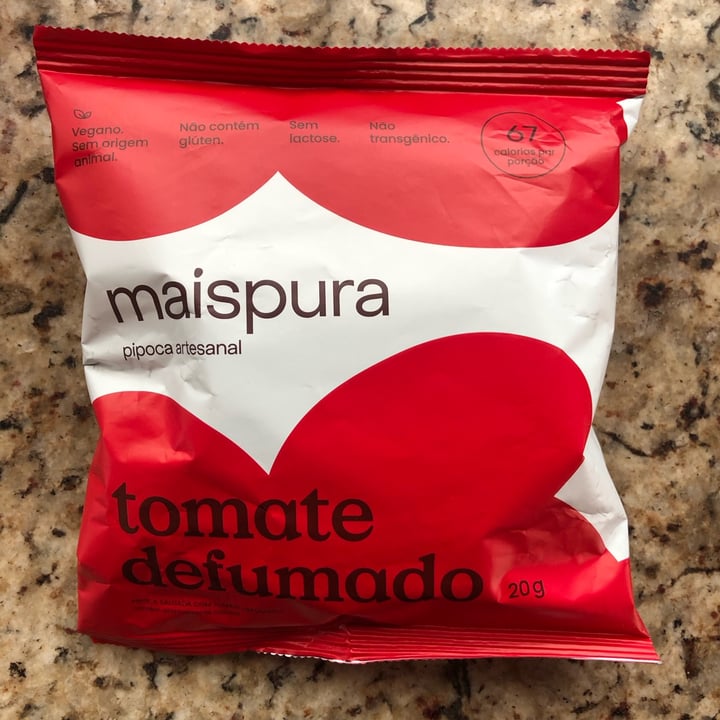 Vegano.
Sem origem
animal.
Não contém
glúten.
Sem
lactose.
Não
transgênico.
67
calorias por
porção
maispura
pipoca artesanal
tomate
defumado
20g